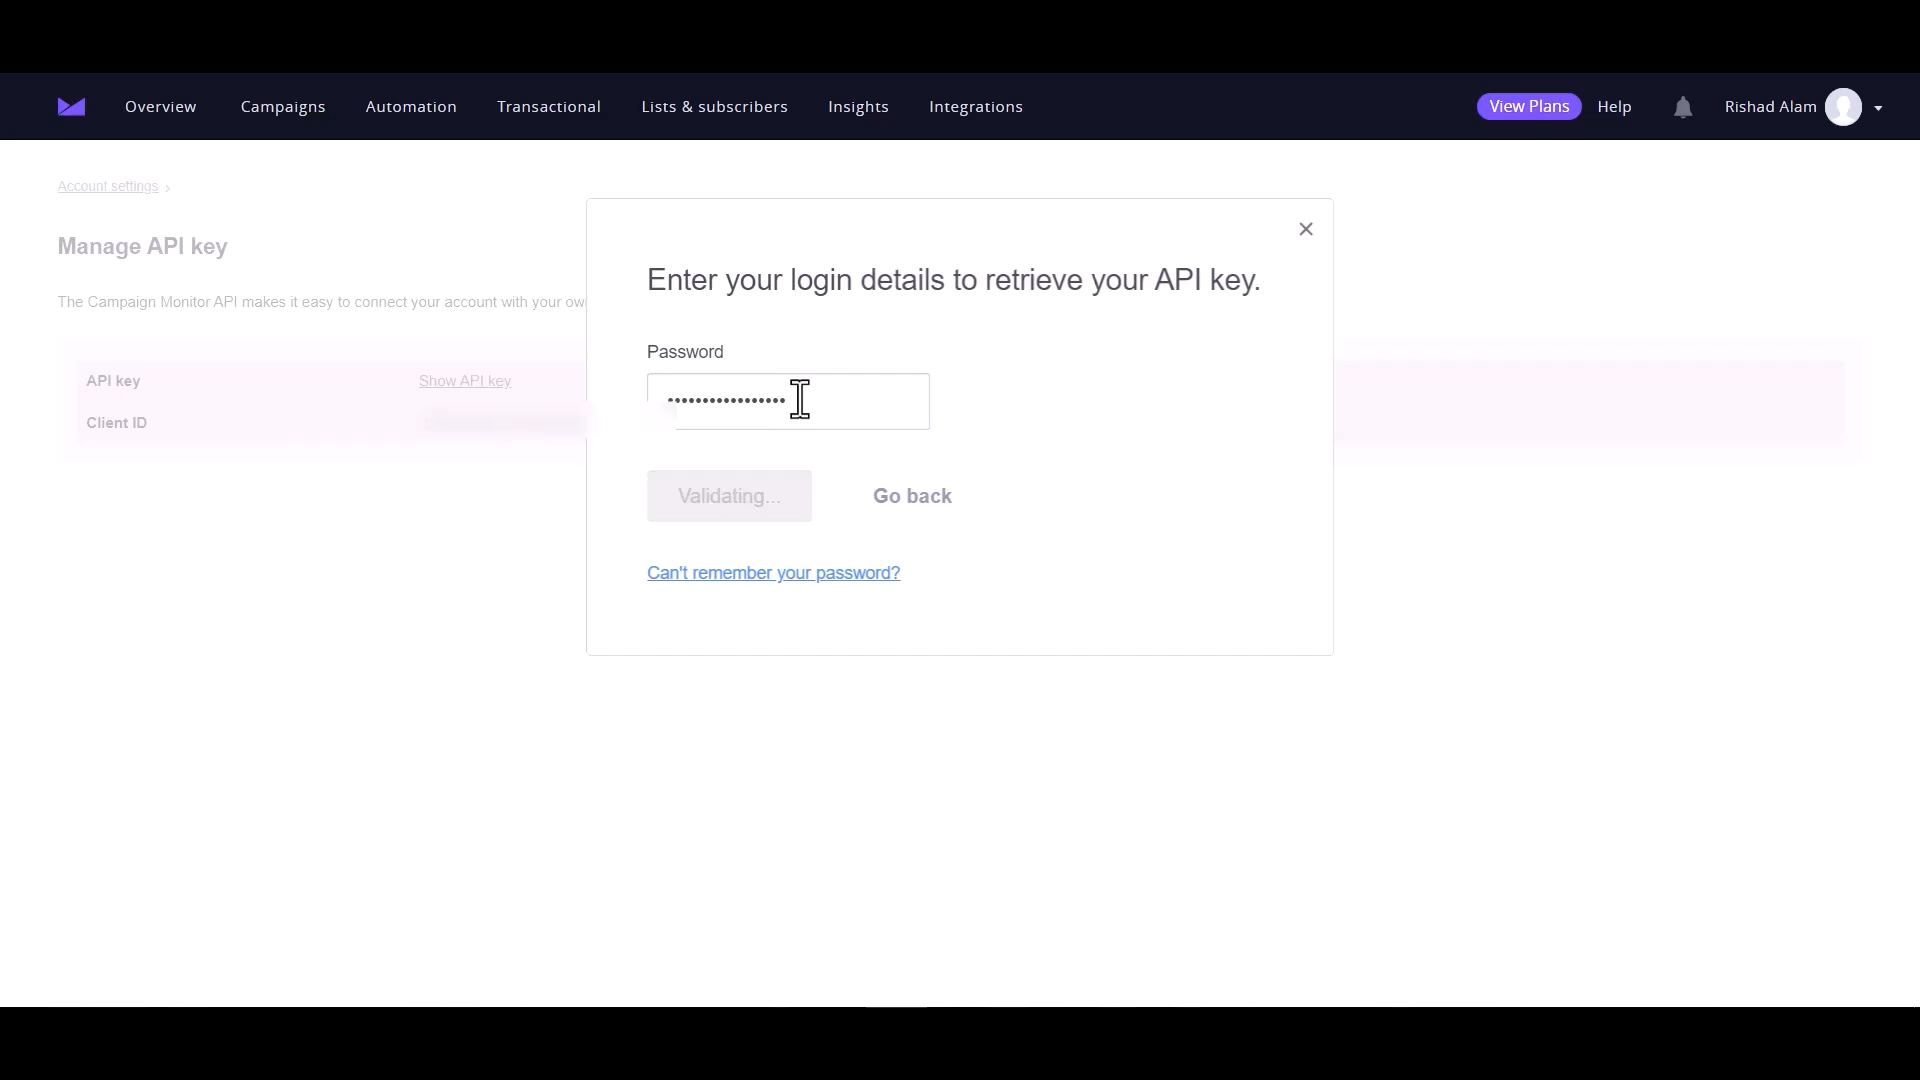 Overview Campaigns Automation Transactional Lists & subscribers Insights Integrations View Plans Help Rishad Alam
Account settings ›
Manage API key
The Campaign Monitor API makes it easy to connect your account with your
Enter your login details to retrieve your API key.
Password
API key Show API key
Client ID
Validating...
Go back
Can't remember your password?